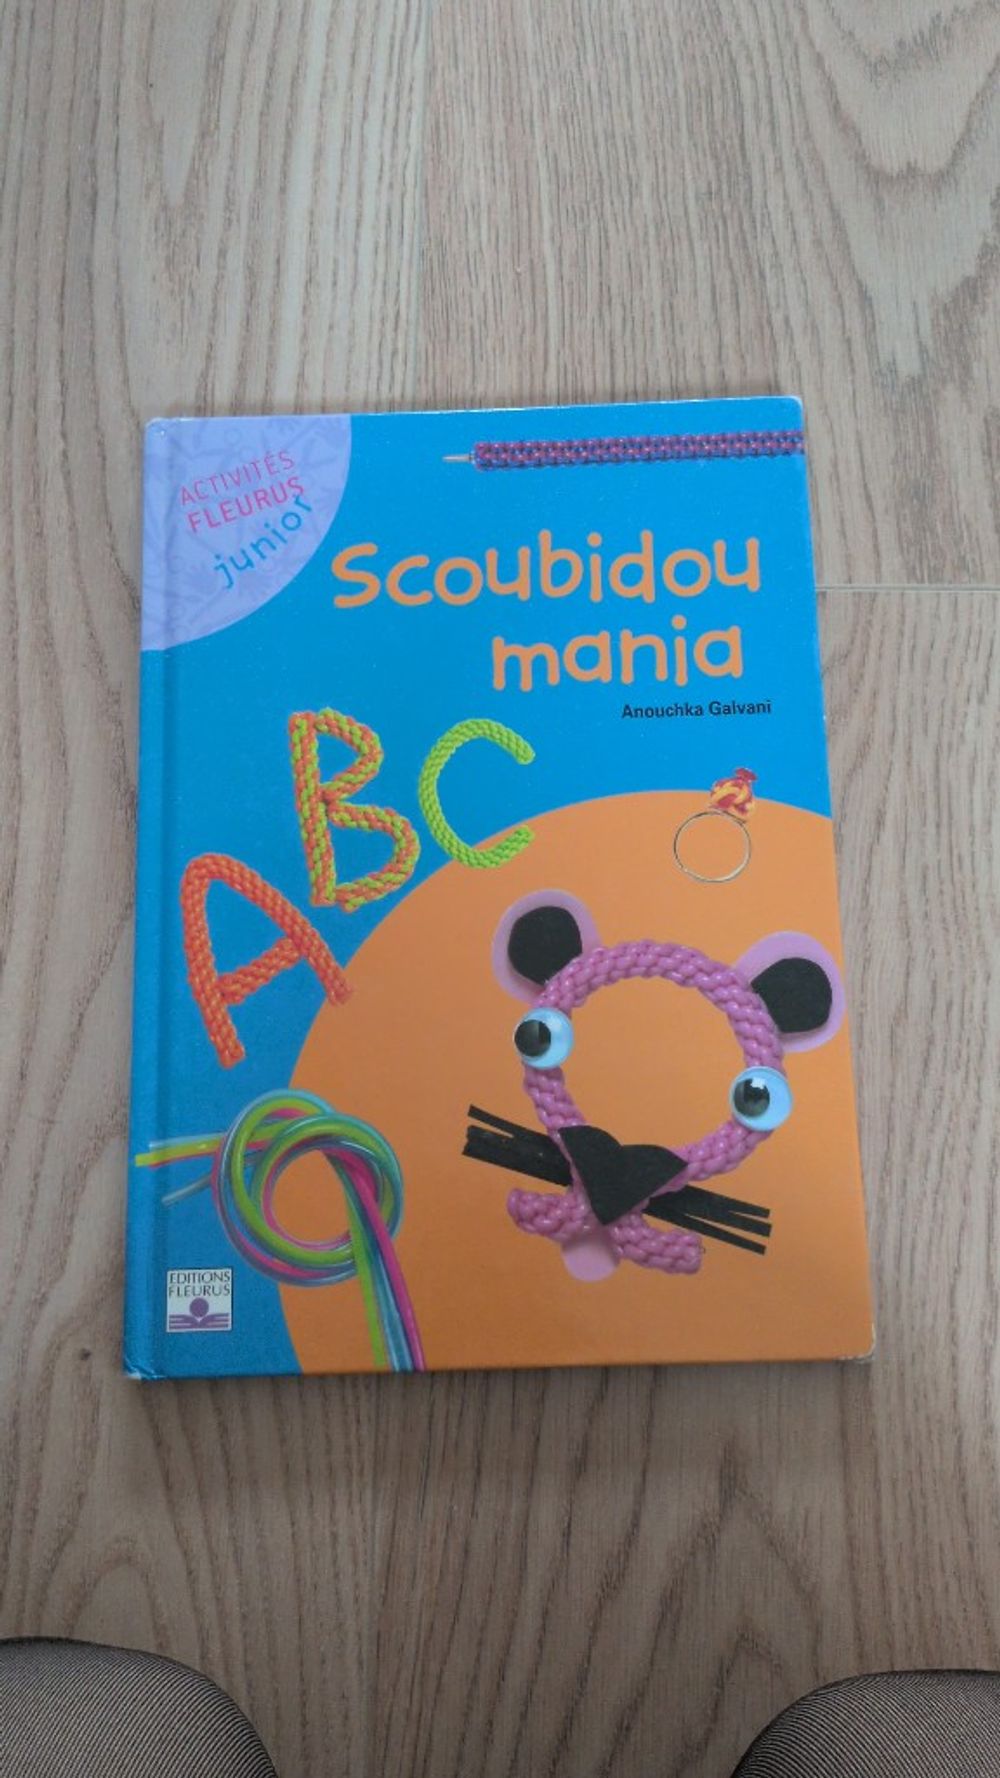 ACTIVITÉS
FLEURUS
junior
Scoubidou
mania
Anouchka Galvani
ABC
EDITIONS
FLEURUS